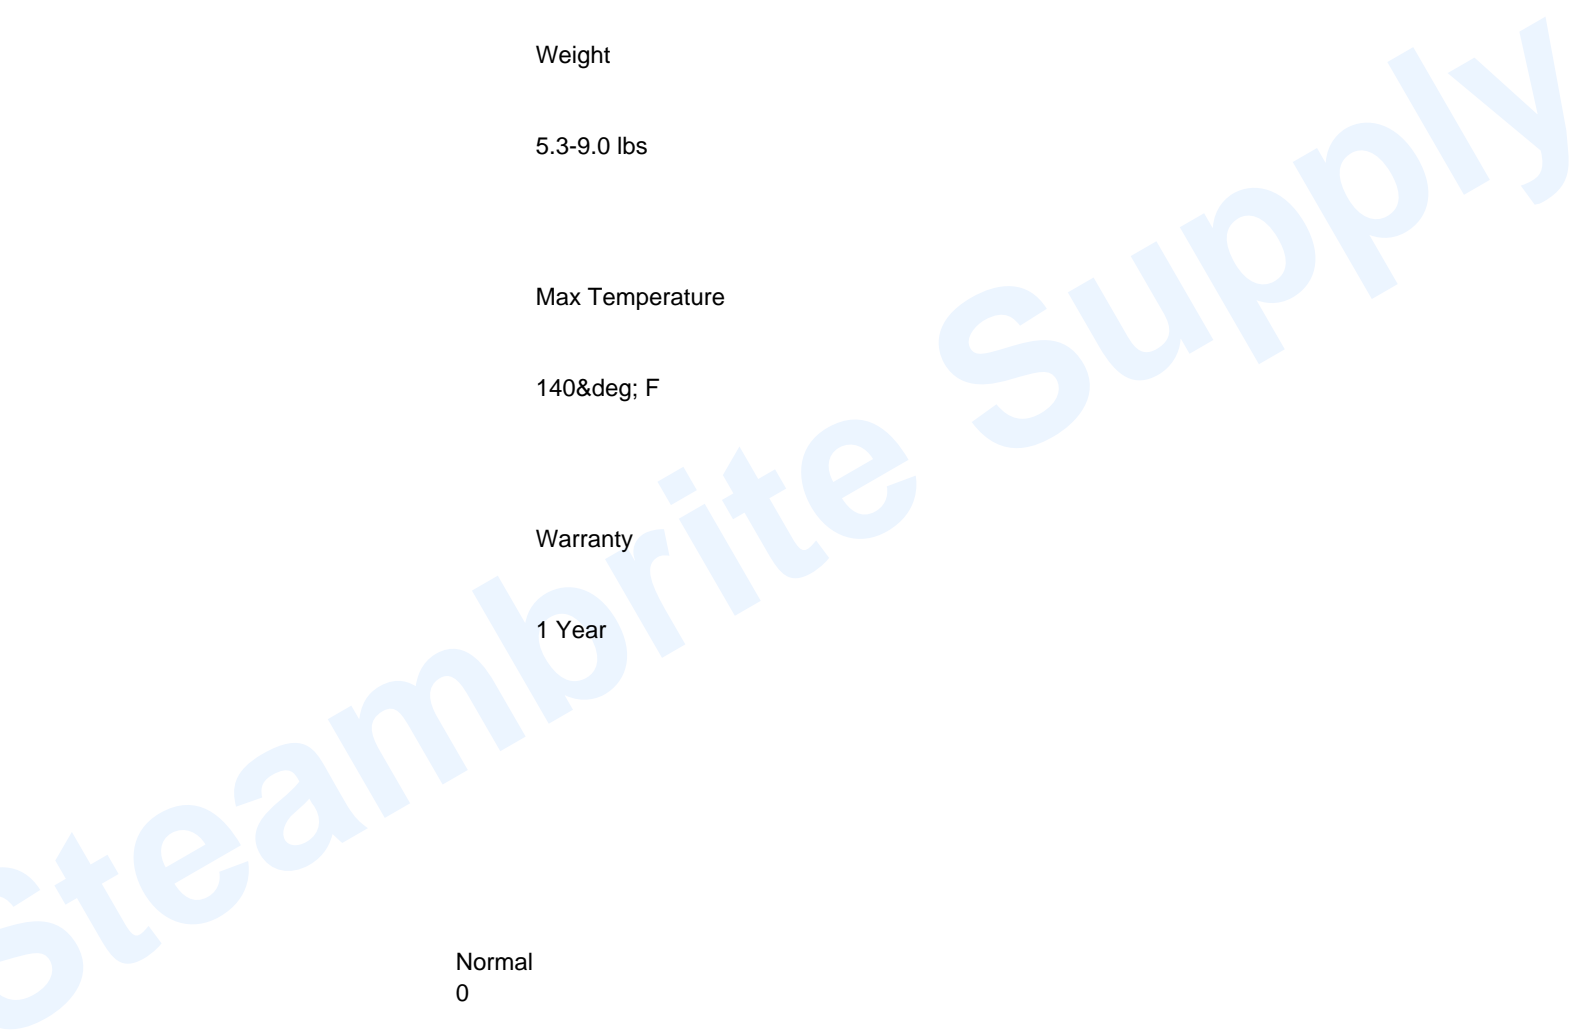 Weight
5.3-9.0 lbs
Max Temperature
140&deg; F
Warranty
1 Year
Normal
0
Steambrite Supply